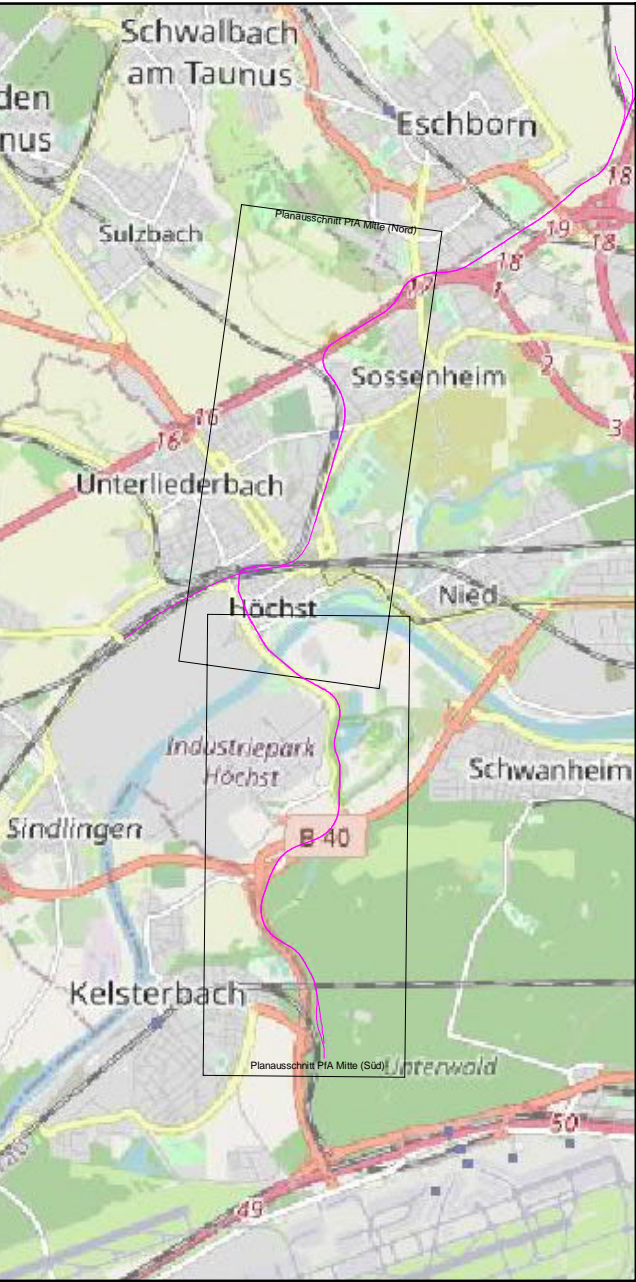 Schwalbach
am Taunus
den
nus
Eschborn
18
Planausschnitt PfA Mitte (Nord)
Sulzbach
19
18
18
17
1
2
Sossenheim
16
16
3
Unterliederbach
Nied
Höchst
Industriepark
Höchst
Schwanheim
Sindlingen
B 40
Kelsterbach
Planausschnitt PfA Mitte (Süd)
Unterwald
50
49